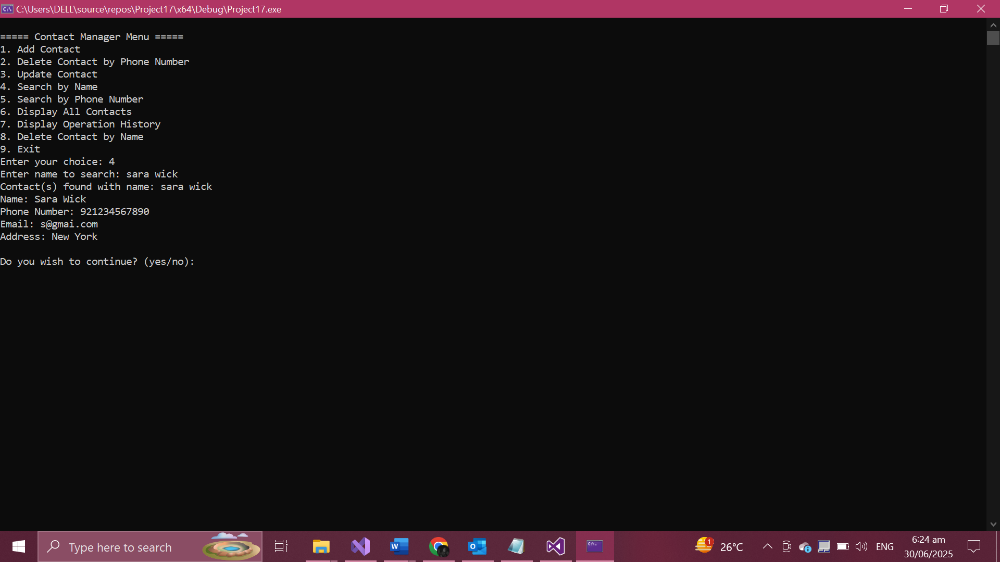 C:\Users\DELL\source\repos\Project17\x64\Debug\Project17.exe
===== Contact Manager Menu =====
1. Add Contact
2. Delete Contact by Phone Number
3. Update Contact
4. Search by Name
5. Search by Phone Number
6. Display All Contacts
7. Display Operation History
8. Delete Contact by Name
9. Exit
Enter your choice: 4
Enter name to search: sara wick
Contact(s) found with name: sara wick
Name: Sara Wick
Phone Number: 921234567890
Email: s@gmai.com
Address: New York
Do you wish to continue? (yes/no):
Type here to search
1
26°C
ENG
6:24 am
30/06/2025